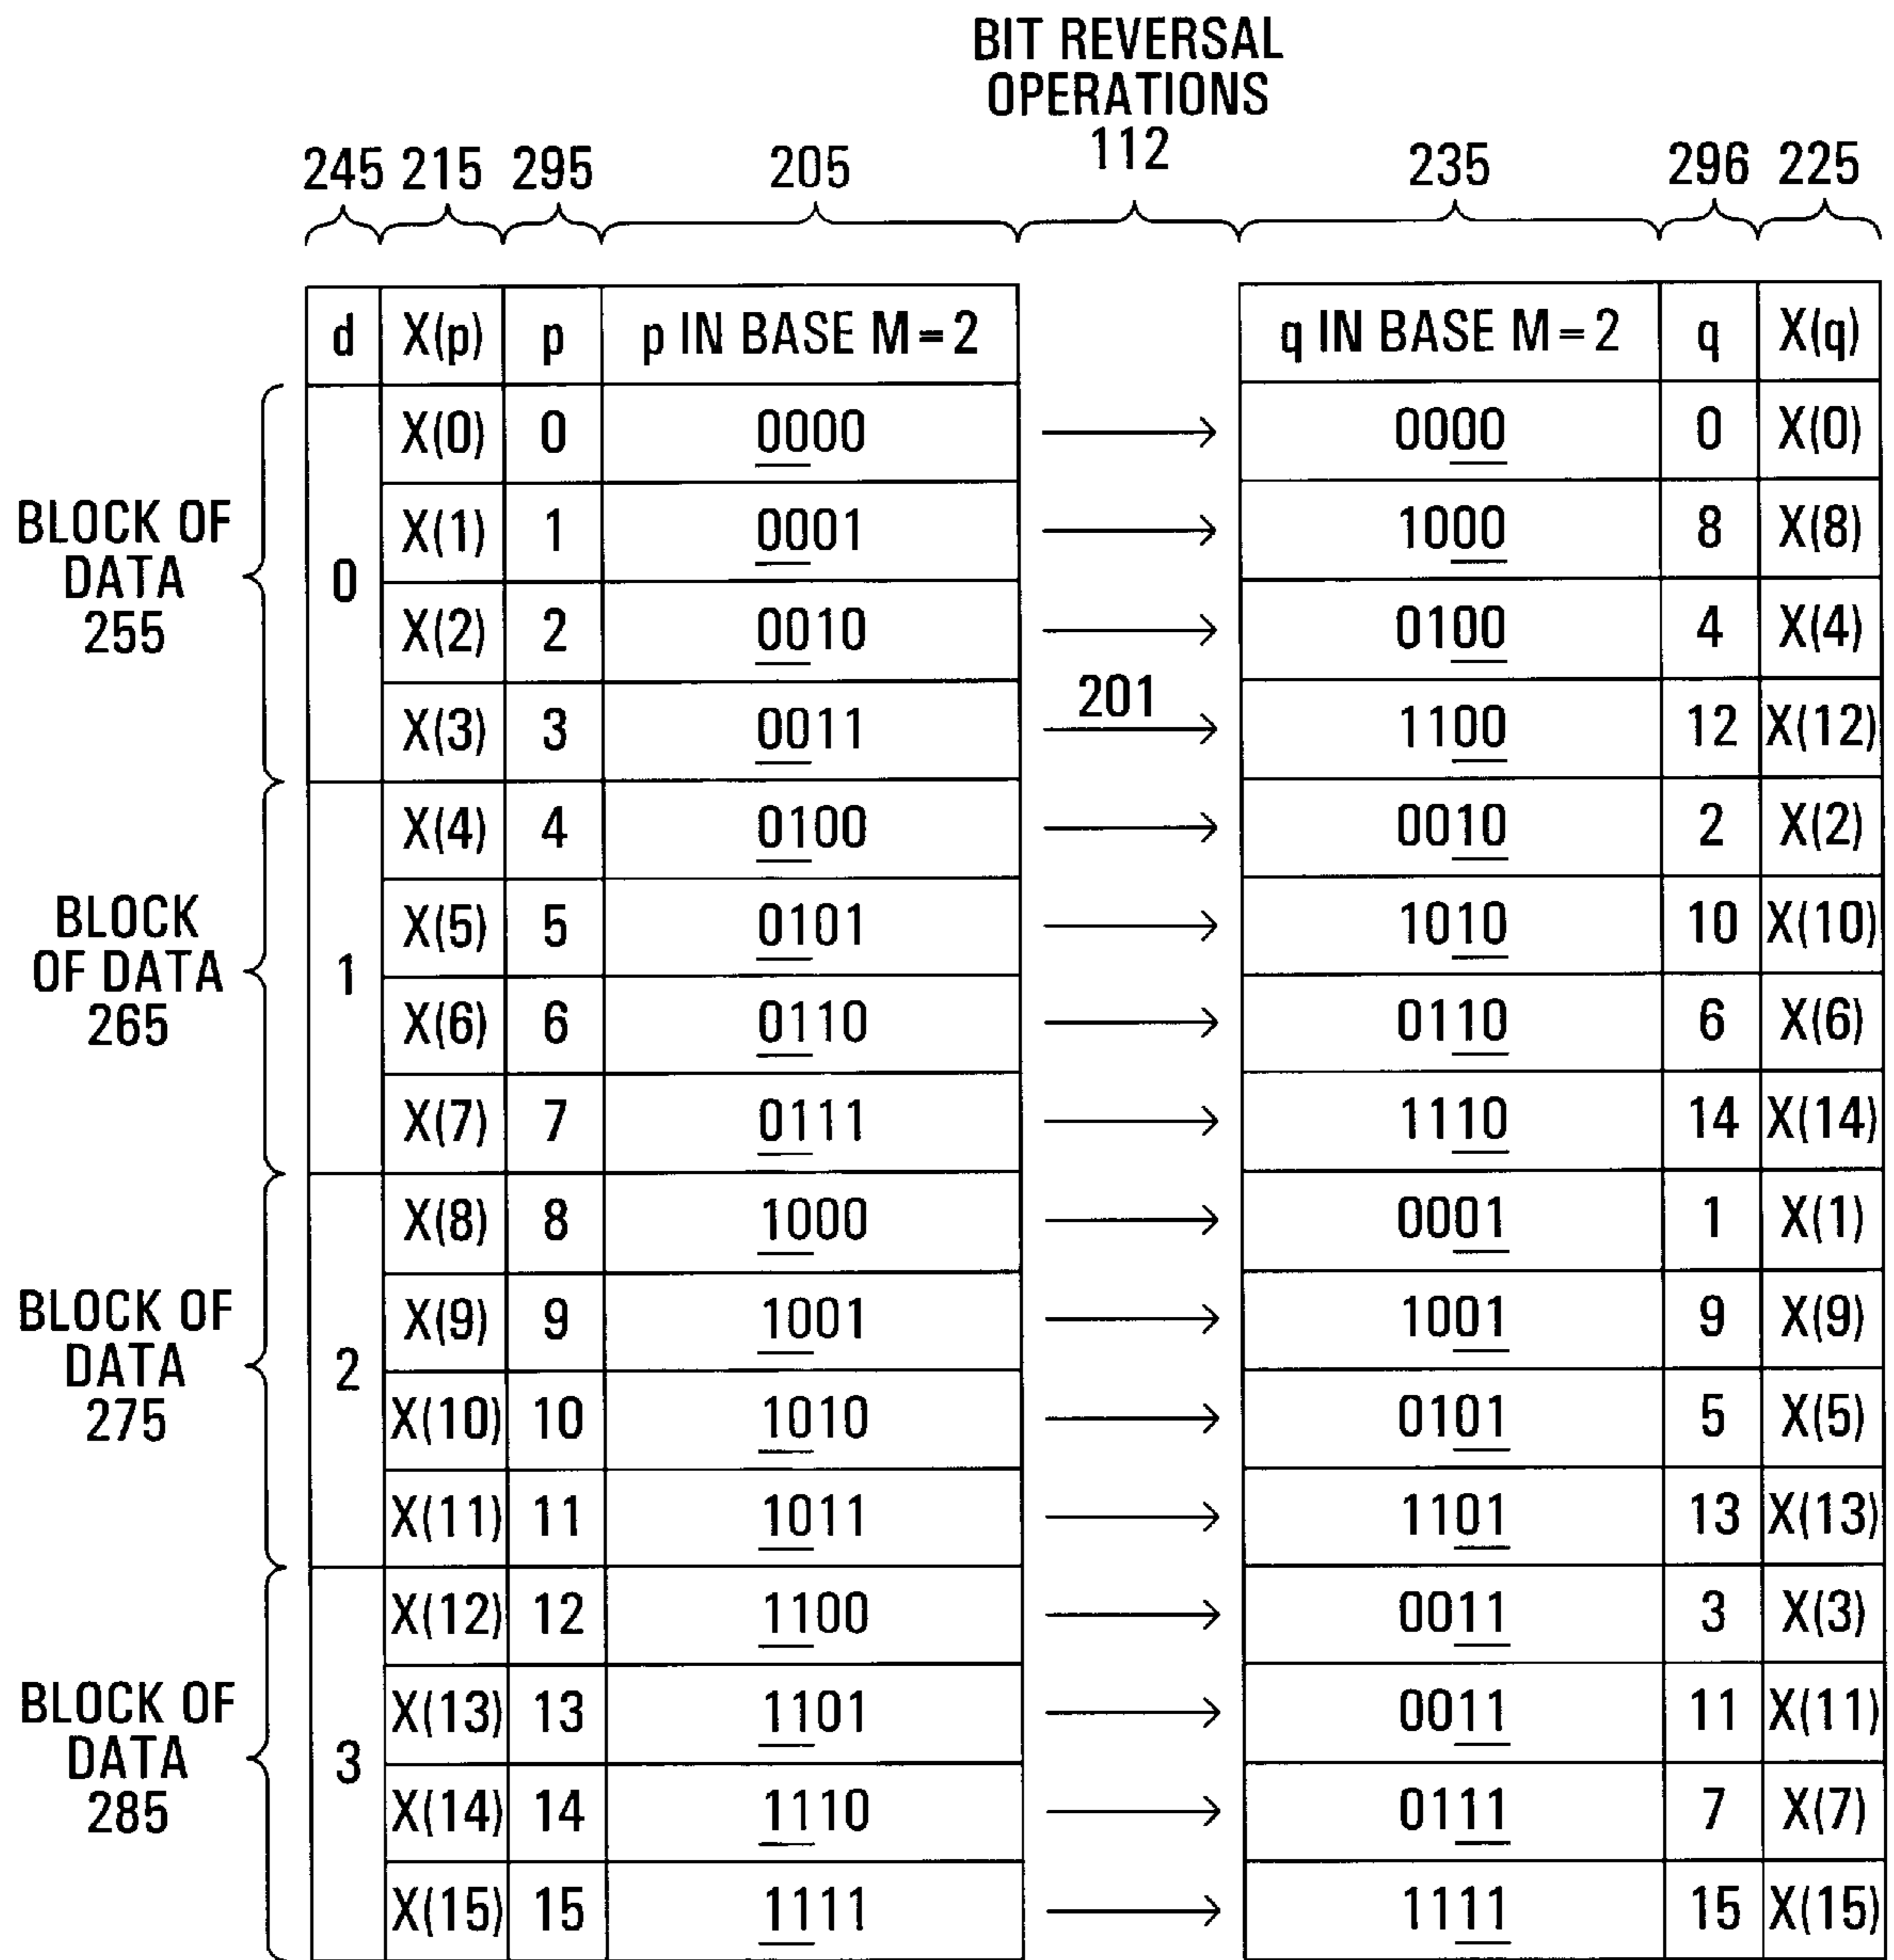 BIT REVERSAL
OPERATIONS
112
245 215 295 205 235 296 225
d X(p) p p IN BASE M = 2 q IN BASE M = 2 q X(q)
BLOCK OF
DATA
255
0
X(0) 0 0000 0000 0 X(0)
X(1) 1 0001 1000 8 X(8)
X(2) 2 0010 0100 4 X(4)
X(3) 3 0011 201 1100 12 X(12)
BLOCK
OF DATA
265
1
X(4) 4 0100 0010 2 X(2)
X(5) 5 0101 1010 10 X(10)
X(6) 6 0110 0110 6 X(6)
X(7) 7 0111 1110 14 X(14)
BLOCK OF
DATA
275
2
X(8) 8 1000 0001 1 X(1)
X(9) 9 1001 1001 9 X(9)
X(10) 10 1010 0101 5 X(5)
X(11) 11 1011 1101 13 X(13)
BLOCK OF
DATA
285
3
X(12) 12 1100 0011 3 X(3)
X(13) 13 1101 0011 11 X(11)
X(14) 14 1110 0111 7 X(7)
X(15) 15 1111 1111 15 X(15)